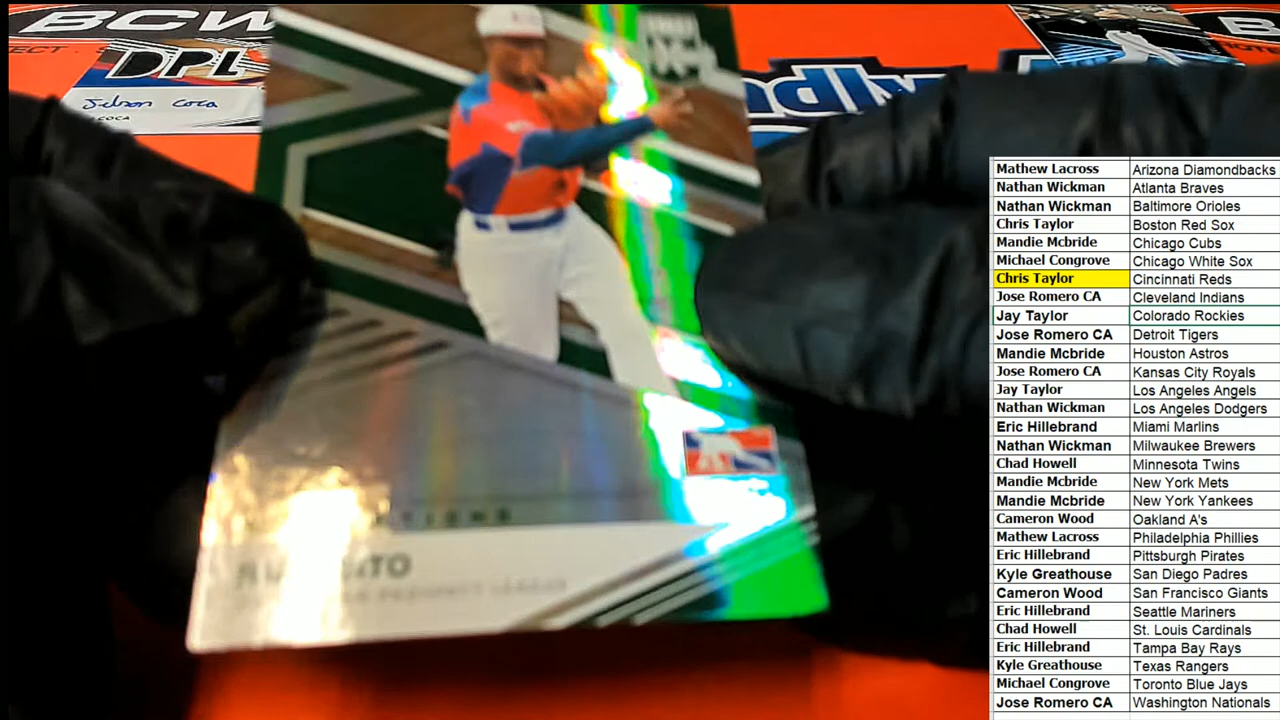 BCW
DPL
Jelson Coca
COCA
Mathew Lacross Arizona Diamondbacks
Nathan Wickman Atlanta Braves
Nathan Wickman Baltimore Orioles
Chris Taylor Boston Red Sox
Mandie Mcbride Chicago Cubs
Michael Congrove Chicago White Sox
Chris Taylor Cincinnati Reds
Jose Romero CA Cleveland Indians
Jay Taylor Colorado Rockies
Jose Romero CA Detroit Tigers
Mandie Mcbride Houston Astros
Jose Romero CA Kansas City Royals
Jay Taylor Los Angeles Angels
Nathan Wickman Los Angeles Dodgers
Eric Hillebrand Miami Marlins
Nathan Wickman Milwaukee Brewers
Chad Howell Minnesota Twins
Mandie Mcbride New York Mets
Mandie Mcbride New York Yankees
Cameron Wood Oakland A's
Mathew Lacross Philadelphia Phillies
Eric Hillebrand Pittsburgh Pirates
Kyle Greathouse San Diego Padres
Cameron Wood San Francisco Giants
Eric Hillebrand Seattle Mariners
Chad Howell St. Louis Cardinals
Eric Hillebrand Tampa Bay Rays
Kyle Greathouse Texas Rangers
Michael Congrove Toronto Blue Jays
Jose Romero CA Washington Nationals